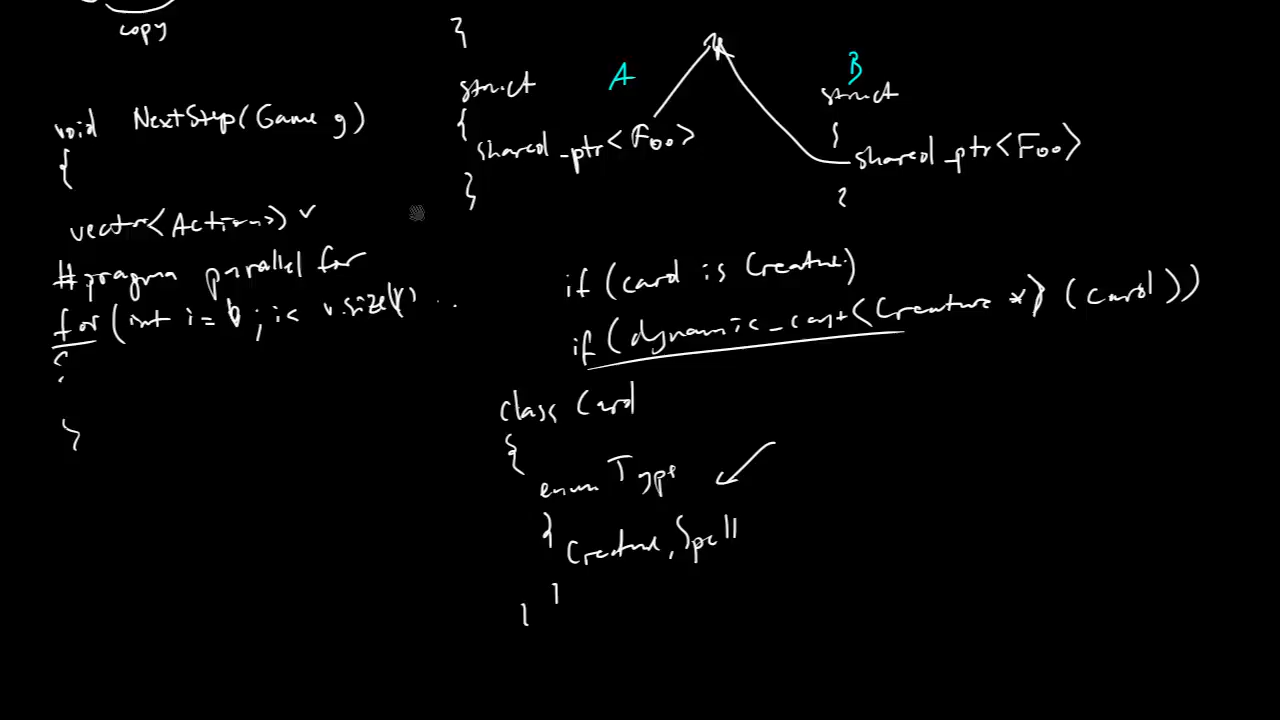 copy
void NextStep(Game g)
{
vector<Action> v
#pragma parallel for
for (int i=0; i< v.size()...
{
}
}
struct A
{
shared_ptr<Foo>
}
B
struct
{
shared_ptr<Foo>
}
if (card is Creature)
if (dynamic_cast<Creature *> (card))
class Card
{
enum Type
{
Creature, Spell
}
}